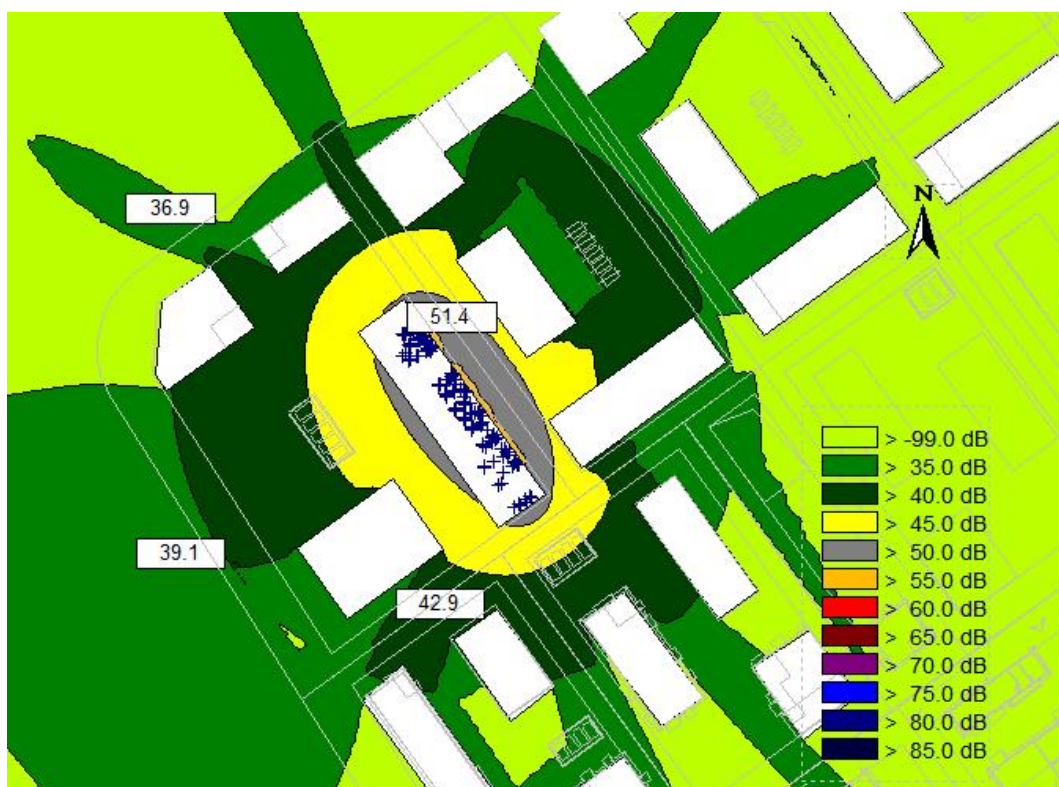 36.9
N
51.4
39.1
42.9
> -99.0 dB
> 35.0 dB
> 40.0 dB
> 45.0 dB
> 50.0 dB
> 55.0 dB
> 60.0 dB
> 65.0 dB
> 70.0 dB
> 75.0 dB
> 80.0 dB
> 85.0 dB